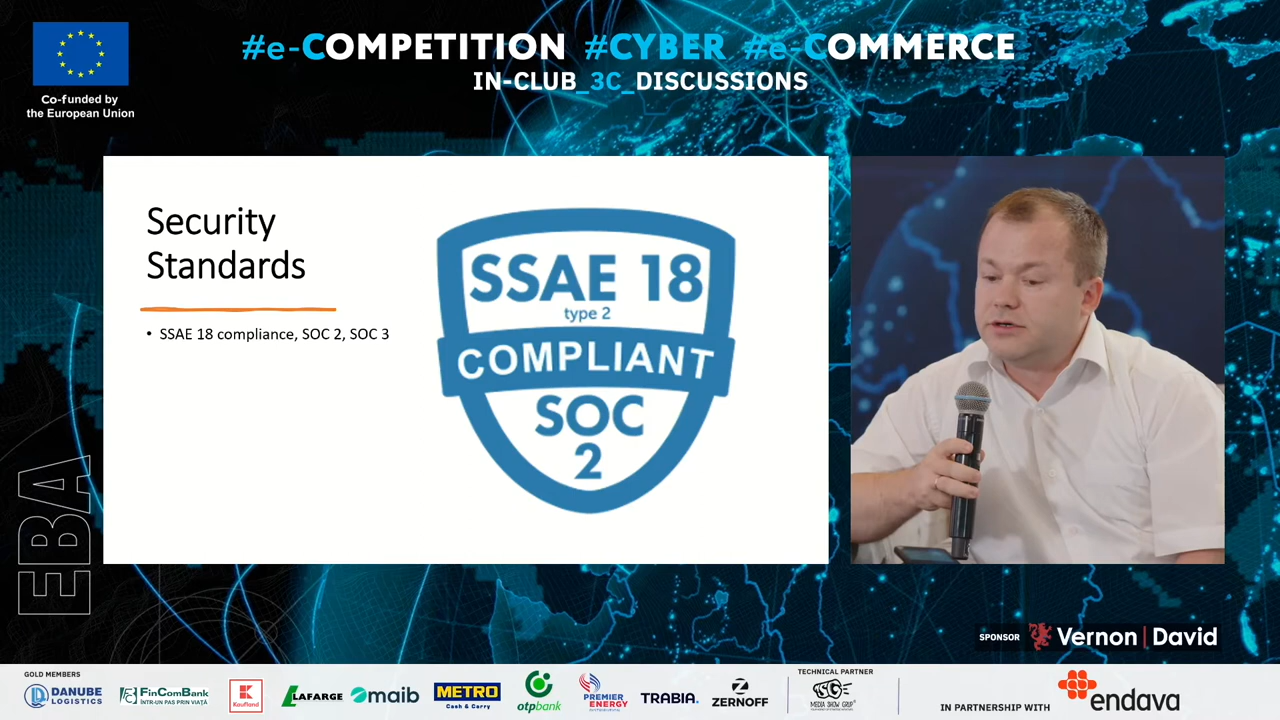 #e-COMPETITION #CYBER #e-COMMERCE
IN-CLUB_3C_DISCUSSIONS
Co-funded by
the European Union
Security
Standards
• SSAE 18 compliance, SOC 2, SOC 3
SSAE 18
type 2
COMPLIANT
SOC
2
EBA
SPONSOR
Vernon|David
GOLD MEMBERS
DANUBE
LOGISTICS
FinComBank
ÎNTR-UN PAS PRIN VIAȚĂ
Kaufland
LAFARGE
maib
METRO
Cash & Carry
otpbank
PREMIER
ENERGY
TRABIA.
ZERNOFF
TECHNICAL PARTNER
MEDIA SHOW GRUP
IN PARTNERSHIP WITH
endava